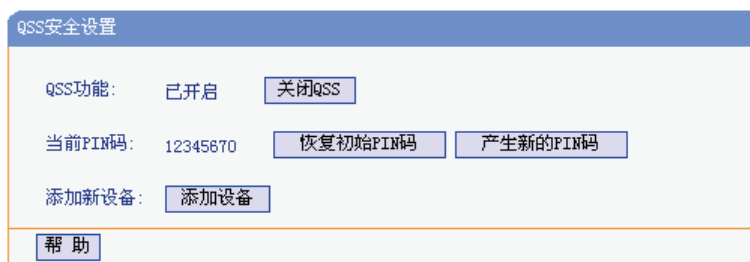 QSS安全设置
QSS功能: 已开启 关闭QSS
当前PIN码: 12345670 恢复初始PIN码 产生新的PIN码
添加新设备: 添加设备
帮 助